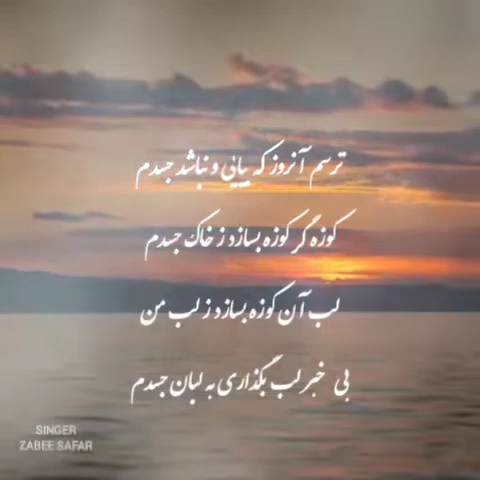 ترسم آنروز که بیایی و نباشد جسدم
کوزه گر کوزه بسازد ز خاک جسدم
لب آن کوزه بسازد ز لب من
بی خبر لب بگذاری به لبان جسدم
SINGER
ZABEE SAFAR